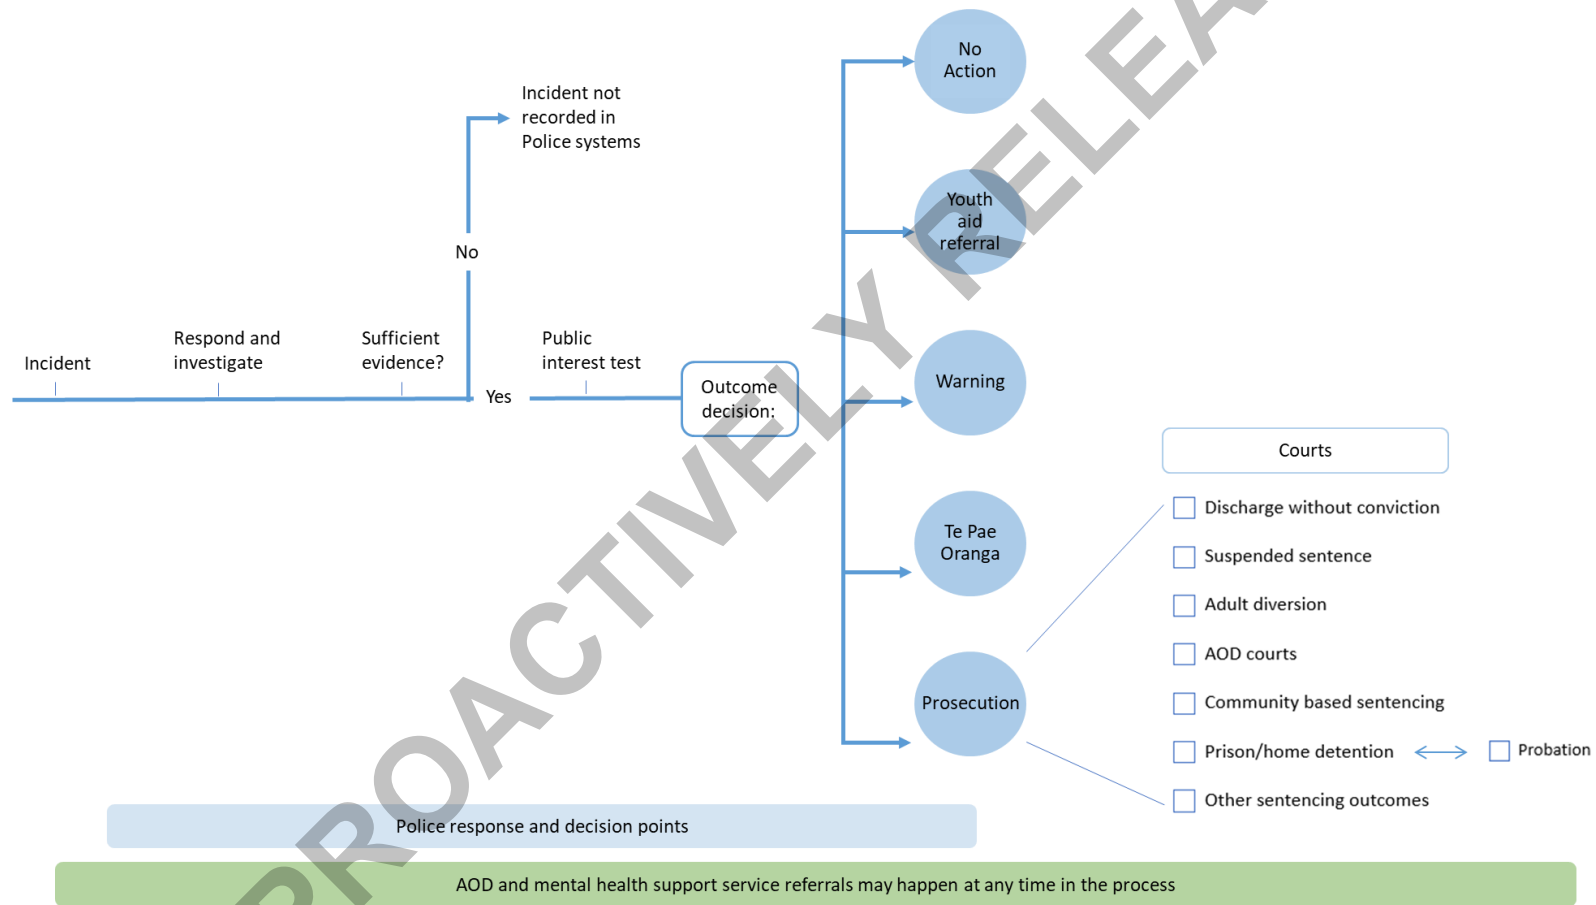 No
Action
Incident not
recorded in
Police systems
Youth
aid
referral
No
Incident
Respond and
investigate
Sufficient
evidence?
Yes
Public
interest test
Outcome
decision:
Warning
Te Pae
Oranga
Prosecution
Courts
Discharge without conviction
Suspended sentence
Adult diversion
AOD courts
Community based sentencing
Prison/home detention
Probation
Other sentencing outcomes
Police response and decision points
AOD and mental health support service referrals may happen at any time in the process
PROACTIVELY RELEA